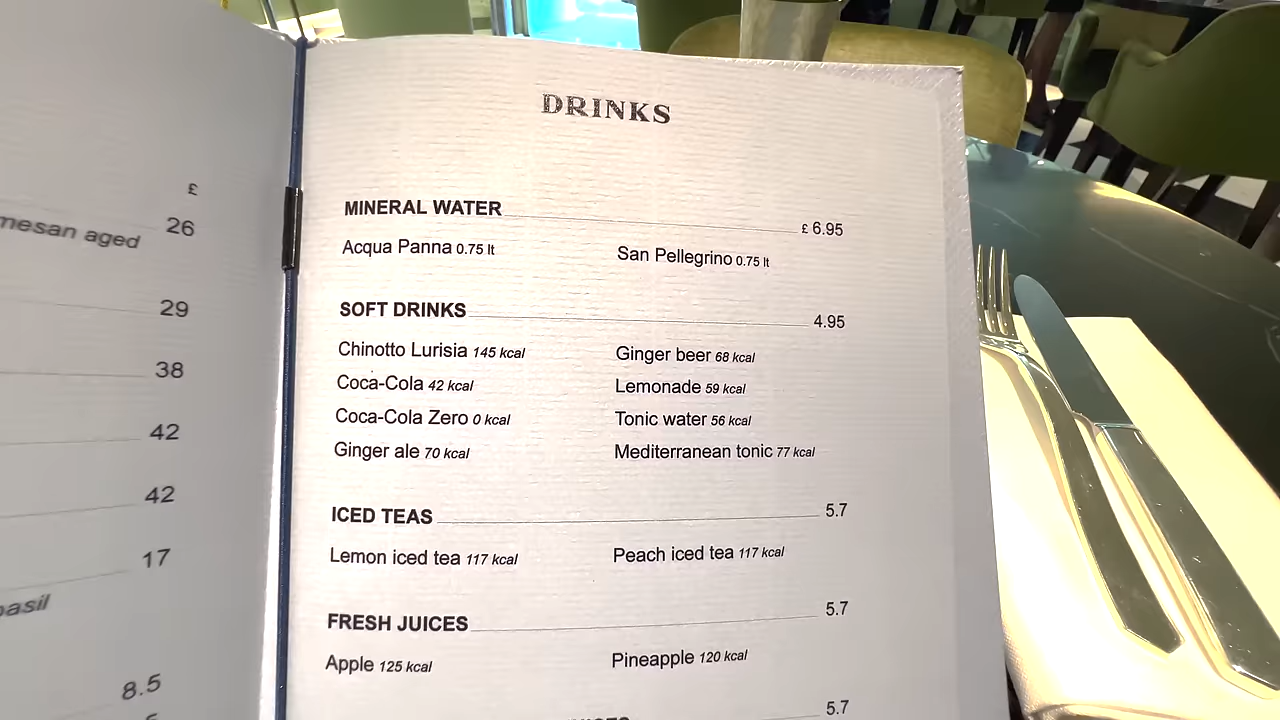 £
26
mesan aged
29
38
42
42
17
basil
8.5
DRINKS
MINERAL WATER £ 6.95
Acqua Panna 0.75 lt San Pellegrino 0.75 lt
SOFT DRINKS 4.95
Chinotto Lurisia 145 kcal Ginger beer 68 kcal
Coca-Cola 42 kcal Lemonade 59 kcal
Coca-Cola Zero 0 kcal Tonic water 56 kcal
Ginger ale 70 kcal Mediterranean tonic 77 kcal
ICED TEAS 5.7
Lemon iced tea 117 kcal Peach iced tea 117 kcal
FRESH JUICES 5.7
Apple 125 kcal Pineapple 120 kcal
5.7